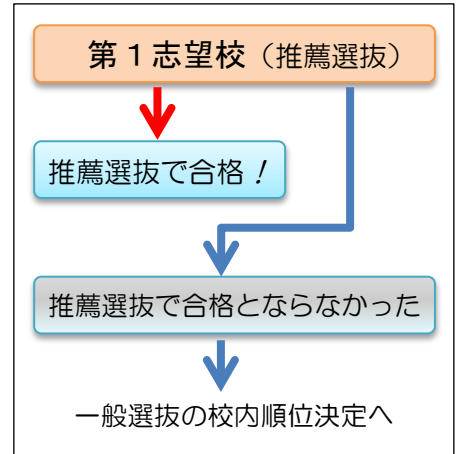 第1志望校（推薦選抜）
推薦選抜で合格！
推薦選抜で合格とならなかった
一般選抜の校内順位決定へ